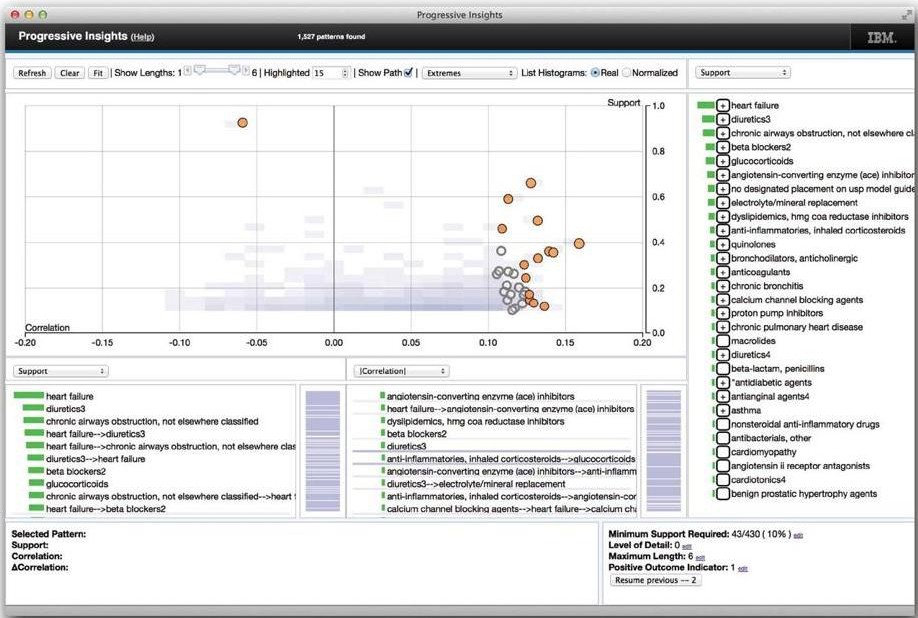 Progressive Insights
Progressive Insights (Help)
1,527 patterns found
IBM.
Refresh Clear Fit | Show Lengths: 1 6 | Highlighted 15 | Show Path | Extremes List Histograms: Real Normalized
Support
Support
1.0
0.8
0.6
0.4
0.2
0.0
Correlation
-0.20 -0.15 -0.10 -0.05 0.00 0.05 0.10 0.15 0.20
heart failure
diuretics3
chronic airways obstruction, not elsewhere cl
beta blockers2
glucocorticoids
angiotensin-converting enzyme (ace) inhibitor
no designated placement on usp model guide
electrolyte/mineral replacement
dyslipidemics, hmg coa reductase inhibitors
anti-inflammatories, inhaled corticosteroids
quinolones
bronchodilators, anticholinergic
anticoagulants
chronic bronchitis
calcium channel blocking agents
proton pump inhibitors
chronic pulmonary heart disease
macrolides
diuretics4
beta-lactam, penicillins
*antidiabetic agents
antianginal agents4
asthma
nonsteroidal anti-inflammatory drugs
antibacterials, other
cardiomyopathy
angiotensin ii receptor antagonists
cardiotonics4
benign prostatic hypertrophy agents
Support
heart failure
diuretics3
chronic airways obstruction, not elsewhere classified
heart failure-->diuretics3
heart failure-->chronic airways obstruction, not elsewhere clas
diuretics3-->heart failure
beta blockers2
glucocorticoids
chronic airways obstruction, not elsewhere classified-->heart
heart failure-->beta blockers2
|Correlation|
angiotensin-converting enzyme (ace) inhibitors
heart failure-->angiotensin-converting enzyme (ace) inhibitors
dyslipidemics, hmg coa reductase inhibitors
beta blockers2
diuretics3
anti-inflammatories, inhaled corticosteroids-->glucocorticoids
angiotensin-converting enzyme (ace) inhibitors-->anti-inflamm
diuretics3-->electrolyte/mineral replacement
anti-inflammatories, inhaled corticosteroids-->angiotensin-con
calcium channel blocking agents-->heart failure-->calcium cha
Selected Pattern:
Support:
Correlation:
ΔCorrelation:
Minimum Support Required: 43/430 ( 10% ) edit
Level of Detail: 0 edit
Maximum Length: 6 edit
Positive Outcome Indicator: 1 edit
Resume previous -- 2